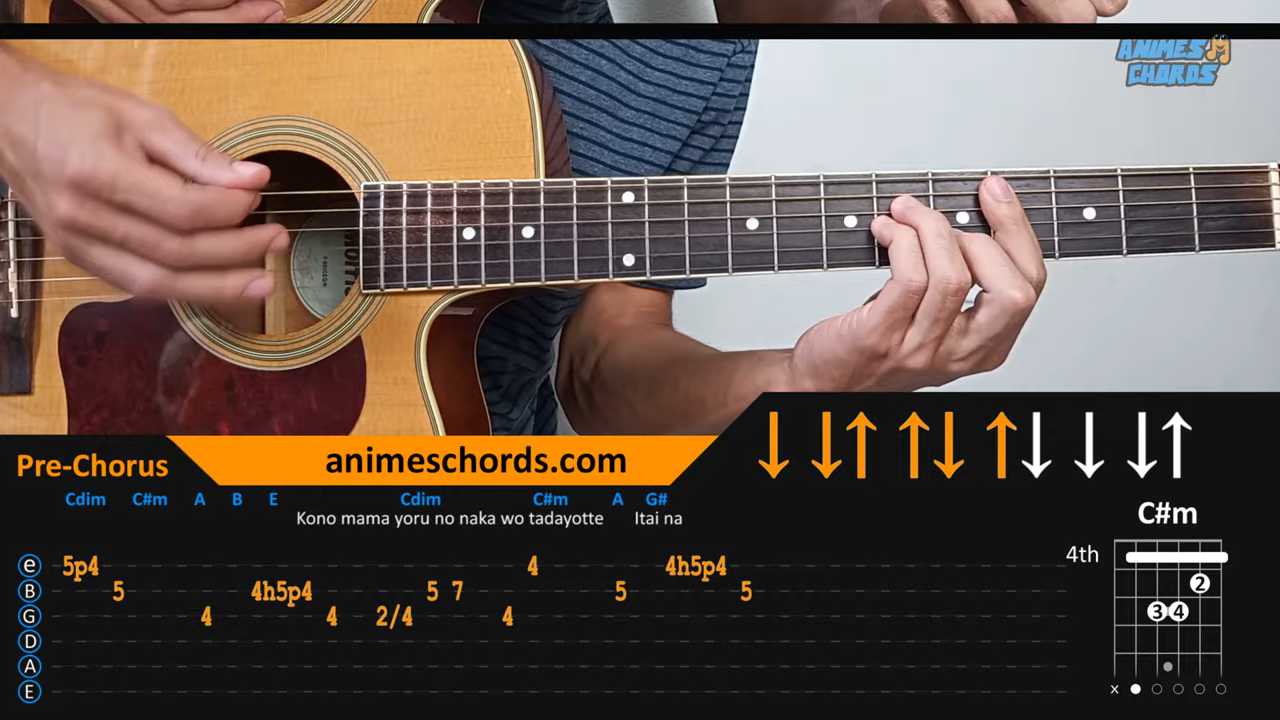 ANIMES
CHORDS
Pre-Chorus
animeschords.com
Cdim C#m A B E Cdim C#m A G#
Kono mama yoru no naka wo tadayotte Itai na
C#m
4th
e 5p4 4 4h5p4
B 5 4h5p4 5 7 5 5
G 4 4 2/4 4
D
A
E
2
3 4
x